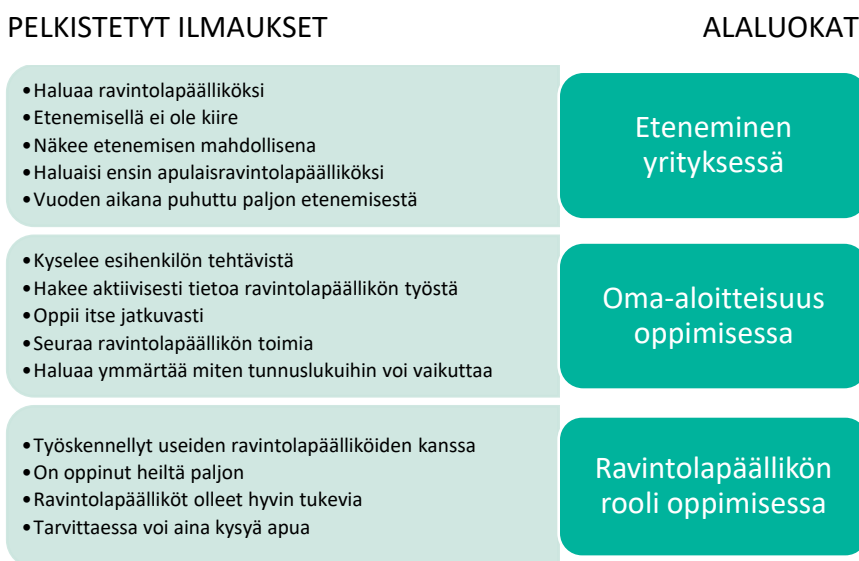 PELKISTETYT ILMAUKSET
ALALUOKAT
•Haluaa ravintolapäälliköksi
•Etenemisellä ei ole kiire
•Näkee etenemisen mahdollisena
•Haluaisi ensin apulaisravintolapäälliköksi
•Vuoden aikana puhuttu paljon etenemisestä
Eteneminen
yrityksessä
•Kyselee esihenkilön tehtävistä
•Hakee aktiivisesti tietoa ravintolapäällikön työstä
•Oppii itse jatkuvasti
•Seuraa ravintolapäällikön toimia
•Haluaa ymmärtää miten tunnuslukuihin voi vaikuttaa
Oma-aloitteisuus
oppimisessa
•Työskennellyt useiden ravintolapäälliköiden kanssa
•On oppinut heiltä paljon
•Ravintolapäälliköt olleet hyvin tukevia
•Tarvittaessa voi aina kysyä apua
Ravintolapäällikön
rooli oppimisessa